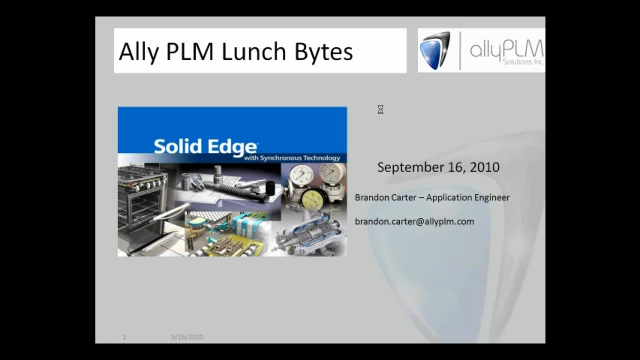 Ally PLM Lunch Bytes
allyPLM
Solutions Inc.
Solid Edge
with Synchronous Technology
September 16, 2010
Brandon Carter – Application Engineer
brandon.carter@allyplm.com
1 9/16/2010